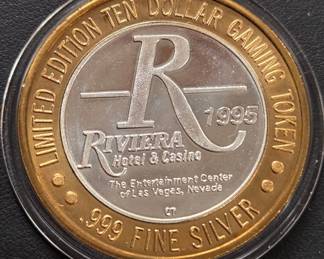 LIMITED EDITION TEN DOLLAR GAMING TOKEN
R
1995
RIVIERA
Hotel & Casino
The Entertainment Center
of Las Vegas, Nevada
CT
.999 FINE SILVER